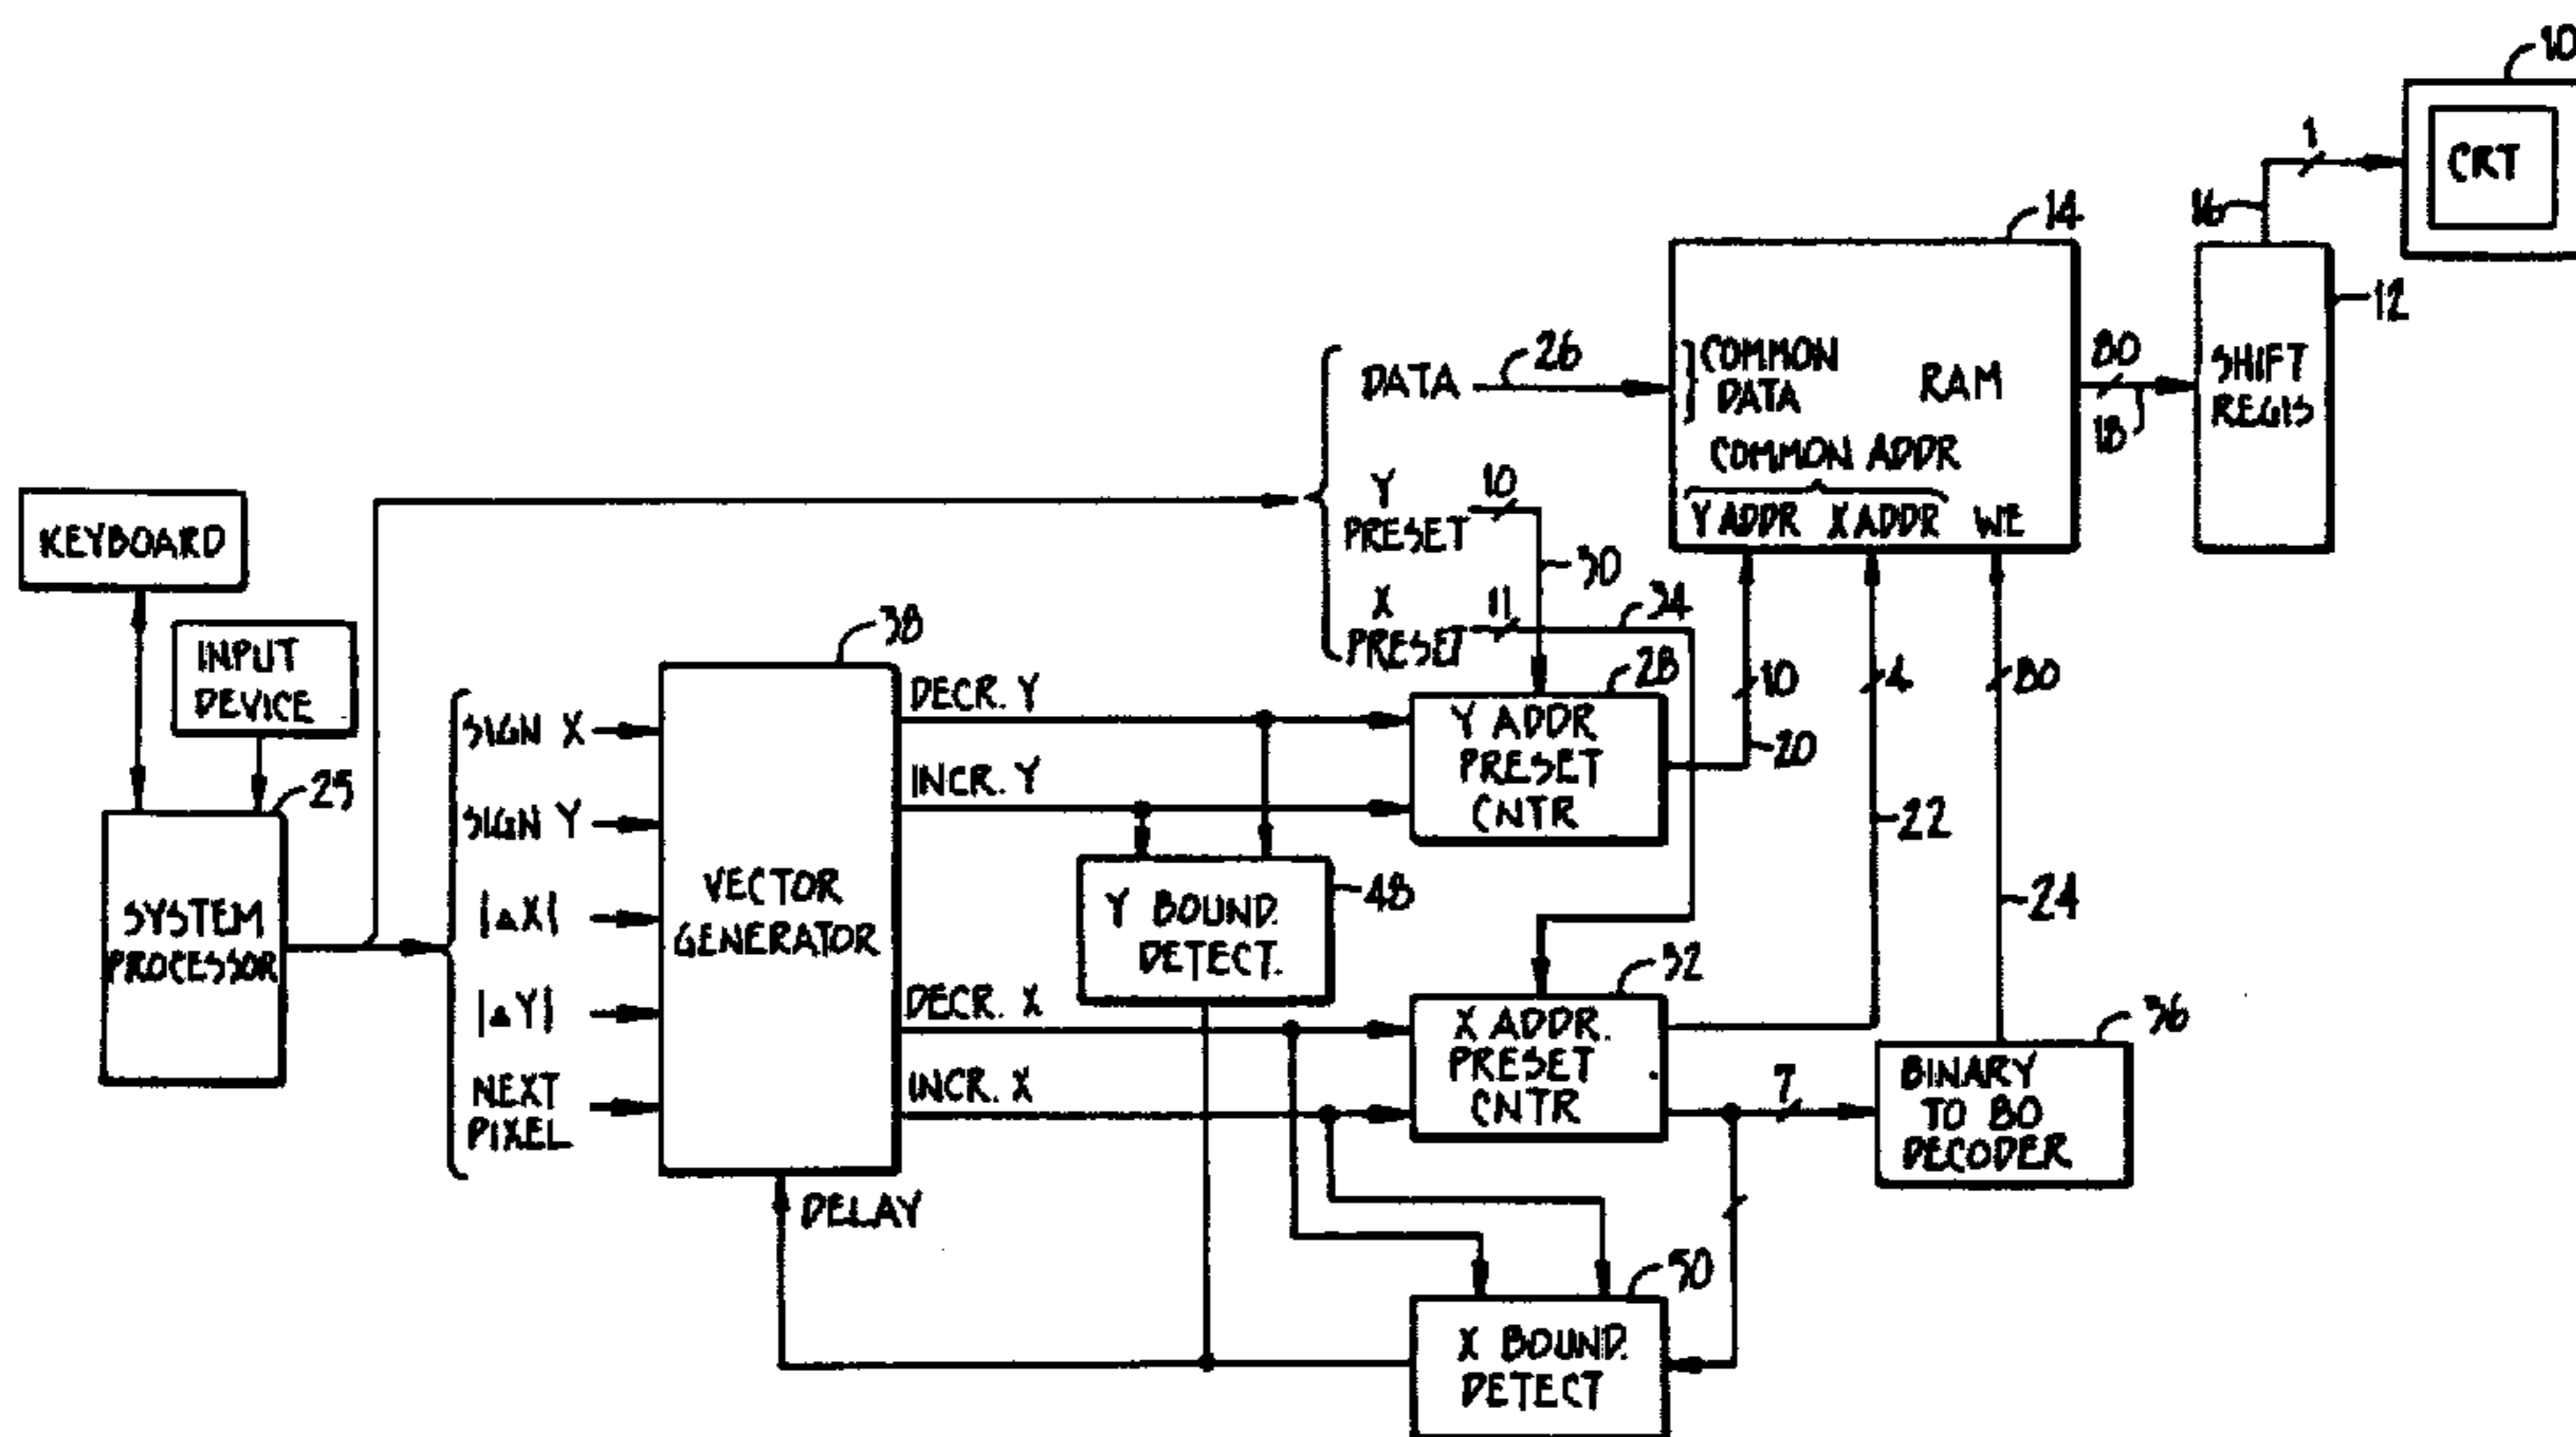 10
1
CRT
14
16
12
COMMON
DATA
RAM
COMMON ADDR
Y ADDR X ADDR WE
80
18
SHIFT
REGIS
DATA
26
Y
PRESET
10
30
X
PRESET
11
34
KEYBOARD
INPUT
DEVICE
25
SYSTEM
PROCESSOR
SIGN X
SIGN Y
|ΔX|
|ΔY|
NEXT
PIXEL
38
VECTOR
GENERATOR
DELAY
DECR. Y
INCR. Y
DECR. X
INCR. X
28
Y ADDR
PRESET
CNTR
10
20
4
22
80
24
Y BOUND.
DETECT.
48
32
X ADDR.
PRESET
CNTR
7
36
BINARY
TO 80
DECODER
50
X BOUND.
DETECT